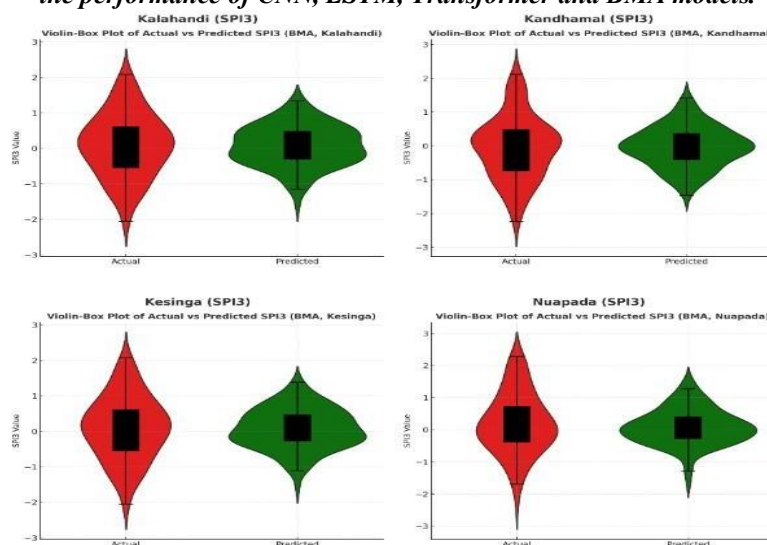 the performance of CNN, LSTM, Transformer and BMA models.
Kalahandi (SPI3)
Violin-Box Plot of Actual vs Predicted SPI3 (BMA, Kalahandi)
3
2
1
0
−1
−2
−3
SPI3 Value
Actual Predicted
Kandhamal (SPI3)
Violin-Box Plot of Actual vs Predicted SPI3 (BMA, Kandhamal
3
2
1
0
−1
−2
−3
SPI3 Value
Actual Predicted
Kesinga (SPI3)
Violin-Box Plot of Actual vs Predicted SPI3 (BMA, Kesinga)
3
2
1
0
−1
−2
−3
SPI3 Value
Actual Predicted
Nuapada (SPI3)
Violin-Box Plot of Actual vs Predicted SPI3 (BMA, Nuapada)
3
2
1
0
−1
−2
−3
SPI3 Value
Actual Predicted